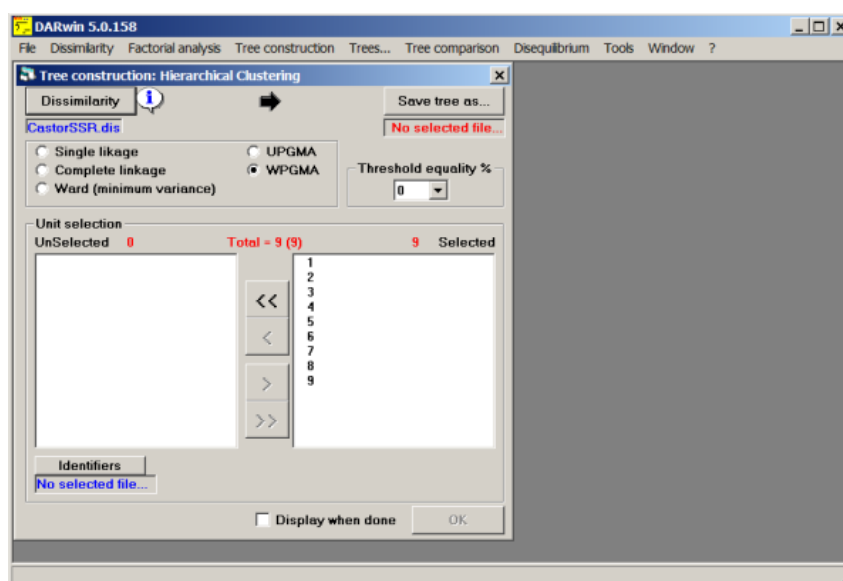 DARwin 5.0.158
File Dissimilarity Factorial analysis Tree construction Trees... Tree comparison Disequilibrium Tools Window ?
Tree construction: Hierarchical Clustering
Dissimilarity Save tree as...
CastorSSR.dis No selected file...
Single likage UPGMA
Complete linkage WPGMA
Ward (minimum variance)
Threshold equality %
0
Unit selection
UnSelected 0 Total = 9 (9) 9 Selected
1
2
3
4
5
6
7
8
9
<<
<
>
>>
Identifiers
No selected file...
Display when done OK